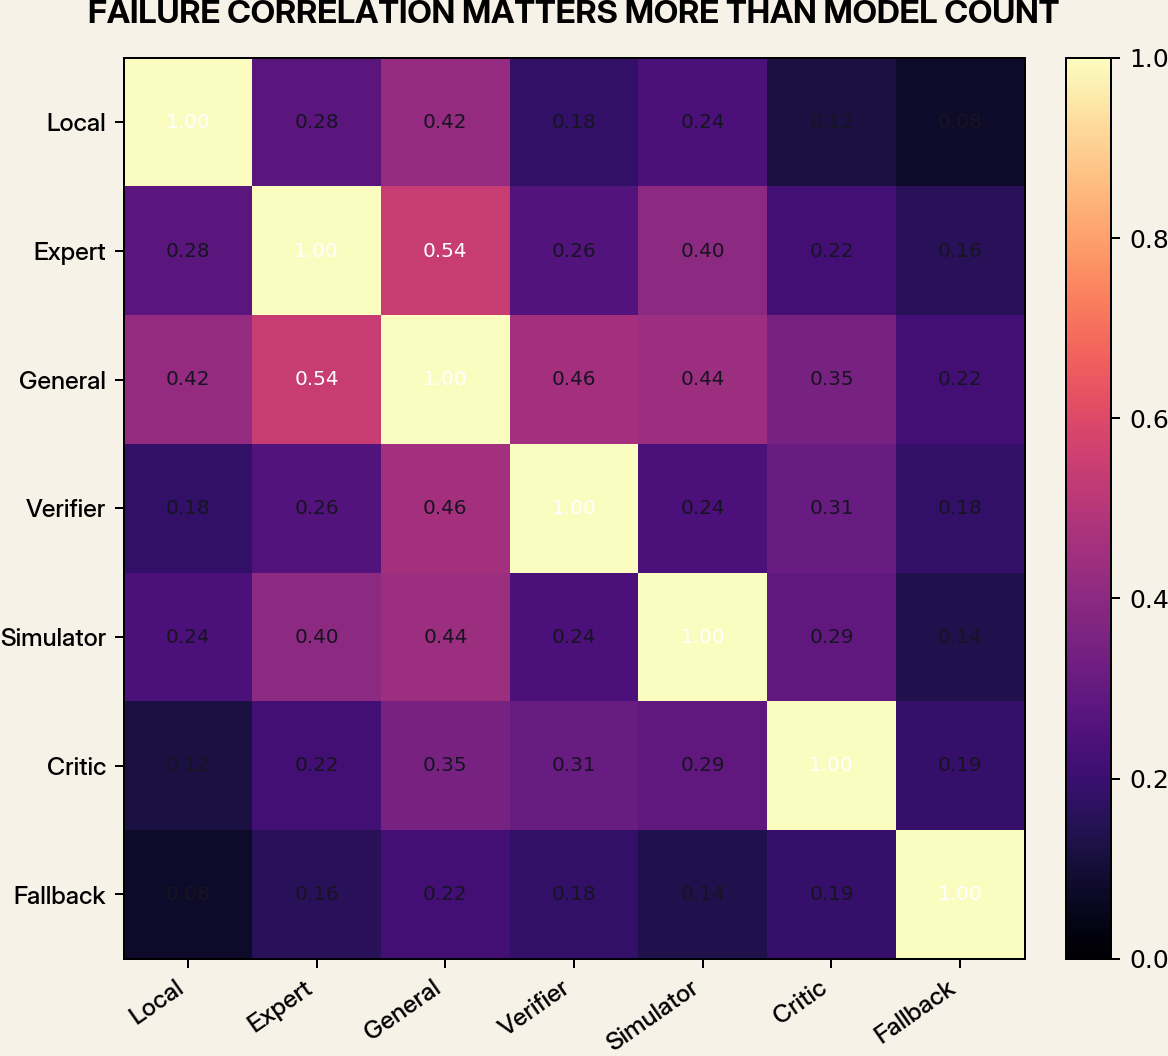 FAILURE CORRELATION MATTERS MORE THAN MODEL COUNT
Local 1.00 0.28 0.42 0.18 0.24 0.12 0.08
Expert 0.28 1.00 0.54 0.26 0.40 0.22 0.16
General 0.42 0.54 1.00 0.46 0.44 0.35 0.22
Verifier 0.18 0.26 0.46 1.00 0.24 0.31 0.18
Simulator 0.24 0.40 0.44 0.24 1.00 0.29 0.14
Critic 0.12 0.22 0.35 0.31 0.29 1.00 0.19
Fallback 0.08 0.16 0.22 0.18 0.14 0.19 1.00
Local Expert General Verifier Simulator Critic Fallback
1.0
0.8
0.6
0.4
0.2
0.0